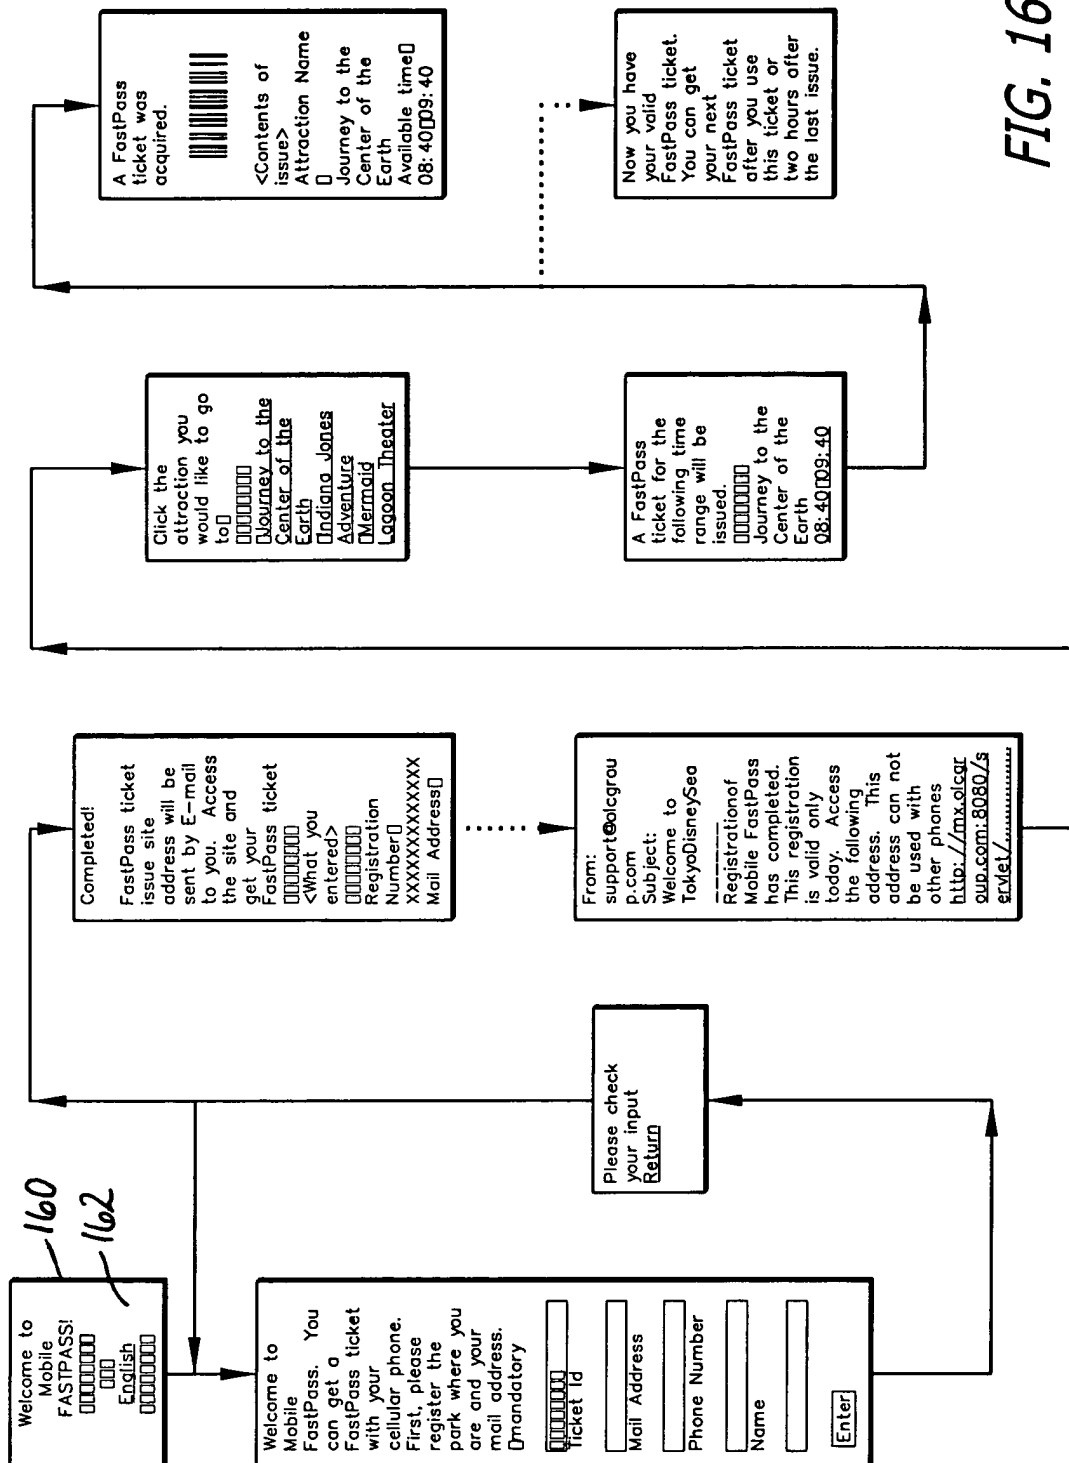 Welcome to
Mobile
FASTPASS!
▯▯▯▯▯▯▯▯
▯▯▯
English
▯▯▯▯▯▯▯▯
160
162
Welcome to
Mobile
FastPass. You
can get a
FastPass ticket
with your
cellular phone.
First, please
register the
park where you
are and your
mail address.
▯mandatory
▯▯▯▯▯▯▯▯
Ticket Id
Mail Address
Phone Number
Name
Enter
Please check
your input
Return
Completed!
FastPass ticket
issue site
address will be
sent by E-mail
to you. Access
the site and
get your
FastPass ticket
▯▯▯▯▯▯▯▯
<What you
entered>
▯▯▯▯▯▯▯▯
Registration
Number▯
XXXXXXXXXXXXX
Mail Address▯
From:
support@olcgrou
p.com
Subject:
Welcome to
TokyoDisneySea
------
Registrationof
Mobile FastPass
has completed.
This registration
is valid only
today. Access
the following
address. This
address can not
be used with
other phones
http://mx.olcgr
oup.com:8080/s
ervlet/..................
Click the
attraction you
would like to go
to▯
▯▯▯▯▯▯▯▯
▯Journey to the
Center of the
Earth
▯Indiana Jones
Adventure
▯Mermaid
Lagoon Theater
A FastPass
ticket for the
following time
range will be
issued.
▯▯▯▯▯▯▯▯
Journey to the
Center of the
Earth
08:40▯09:40
A FastPass
ticket was
acquired.
<Contents of
issue>
Attraction Name
▯
Journey to the
Center of the
Earth
Available time▯
08:40▯09:40
Now you have
your valid
FastPass ticket.
You can get
your next
FastPass ticket
after you use
this ticket or
two hours after
the last issue.
FIG. 16